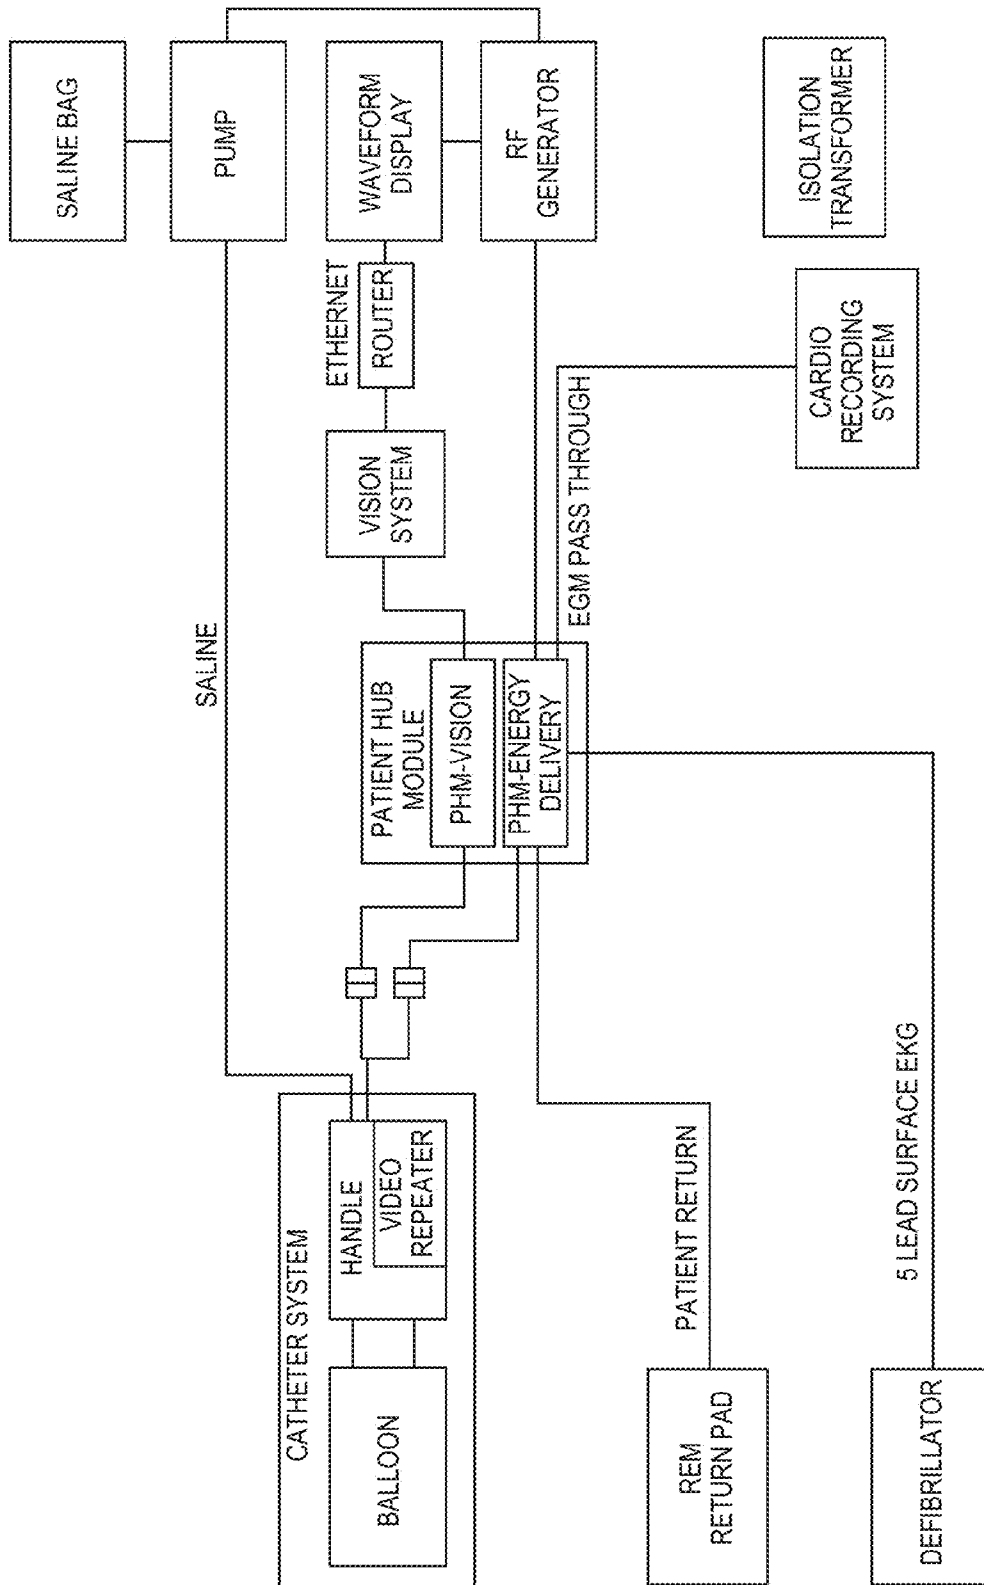 CATHETER SYSTEM
BALLOON
HANDLE
VIDEO
REPEATER
SALINE
PATIENT HUB
MODULE
PHM-VISION
PHM-ENERGY
DELIVERY
VISION
SYSTEM
ETHERNET
ROUTER
SALINE BAG
PUMP
WAVEFORM
DISPLAY
RF
GENERATOR
EGM PASS THROUGH
ISOLATION
TRANSFORMER
CARDIO
RECORDING
SYSTEM
REM
RETURN PAD
PATIENT RETURN
DEFIBRILLATOR
5 LEAD SURFACE EKG